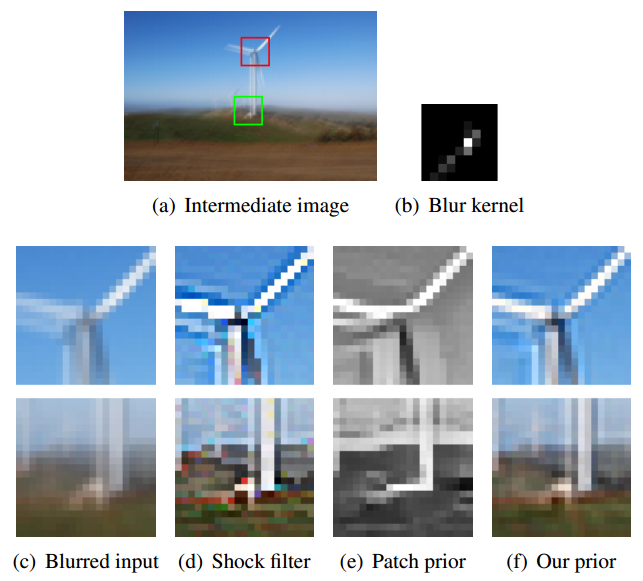 (a) Intermediate image
(b) Blur kernel
(c) Blurred input
(d) Shock filter
(e) Patch prior
(f) Our prior